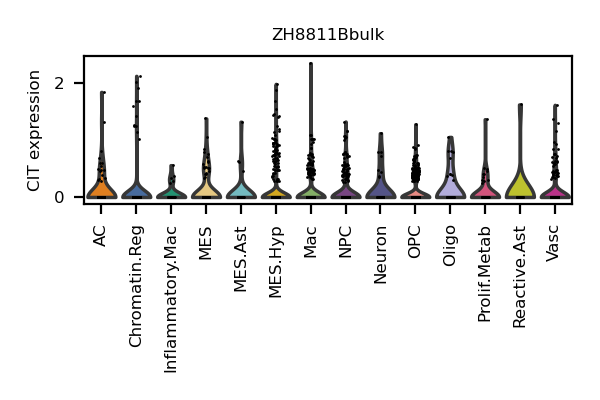 ZH8811Bbulk
CIT expression
2
0
AC
Chromatin.Reg
Inflammatory.Mac
MES
MES.Ast
MES.Hyp
Mac
NPC
Neuron
OPC
Oligo
Prolif.Metab
Reactive.Ast
Vasc